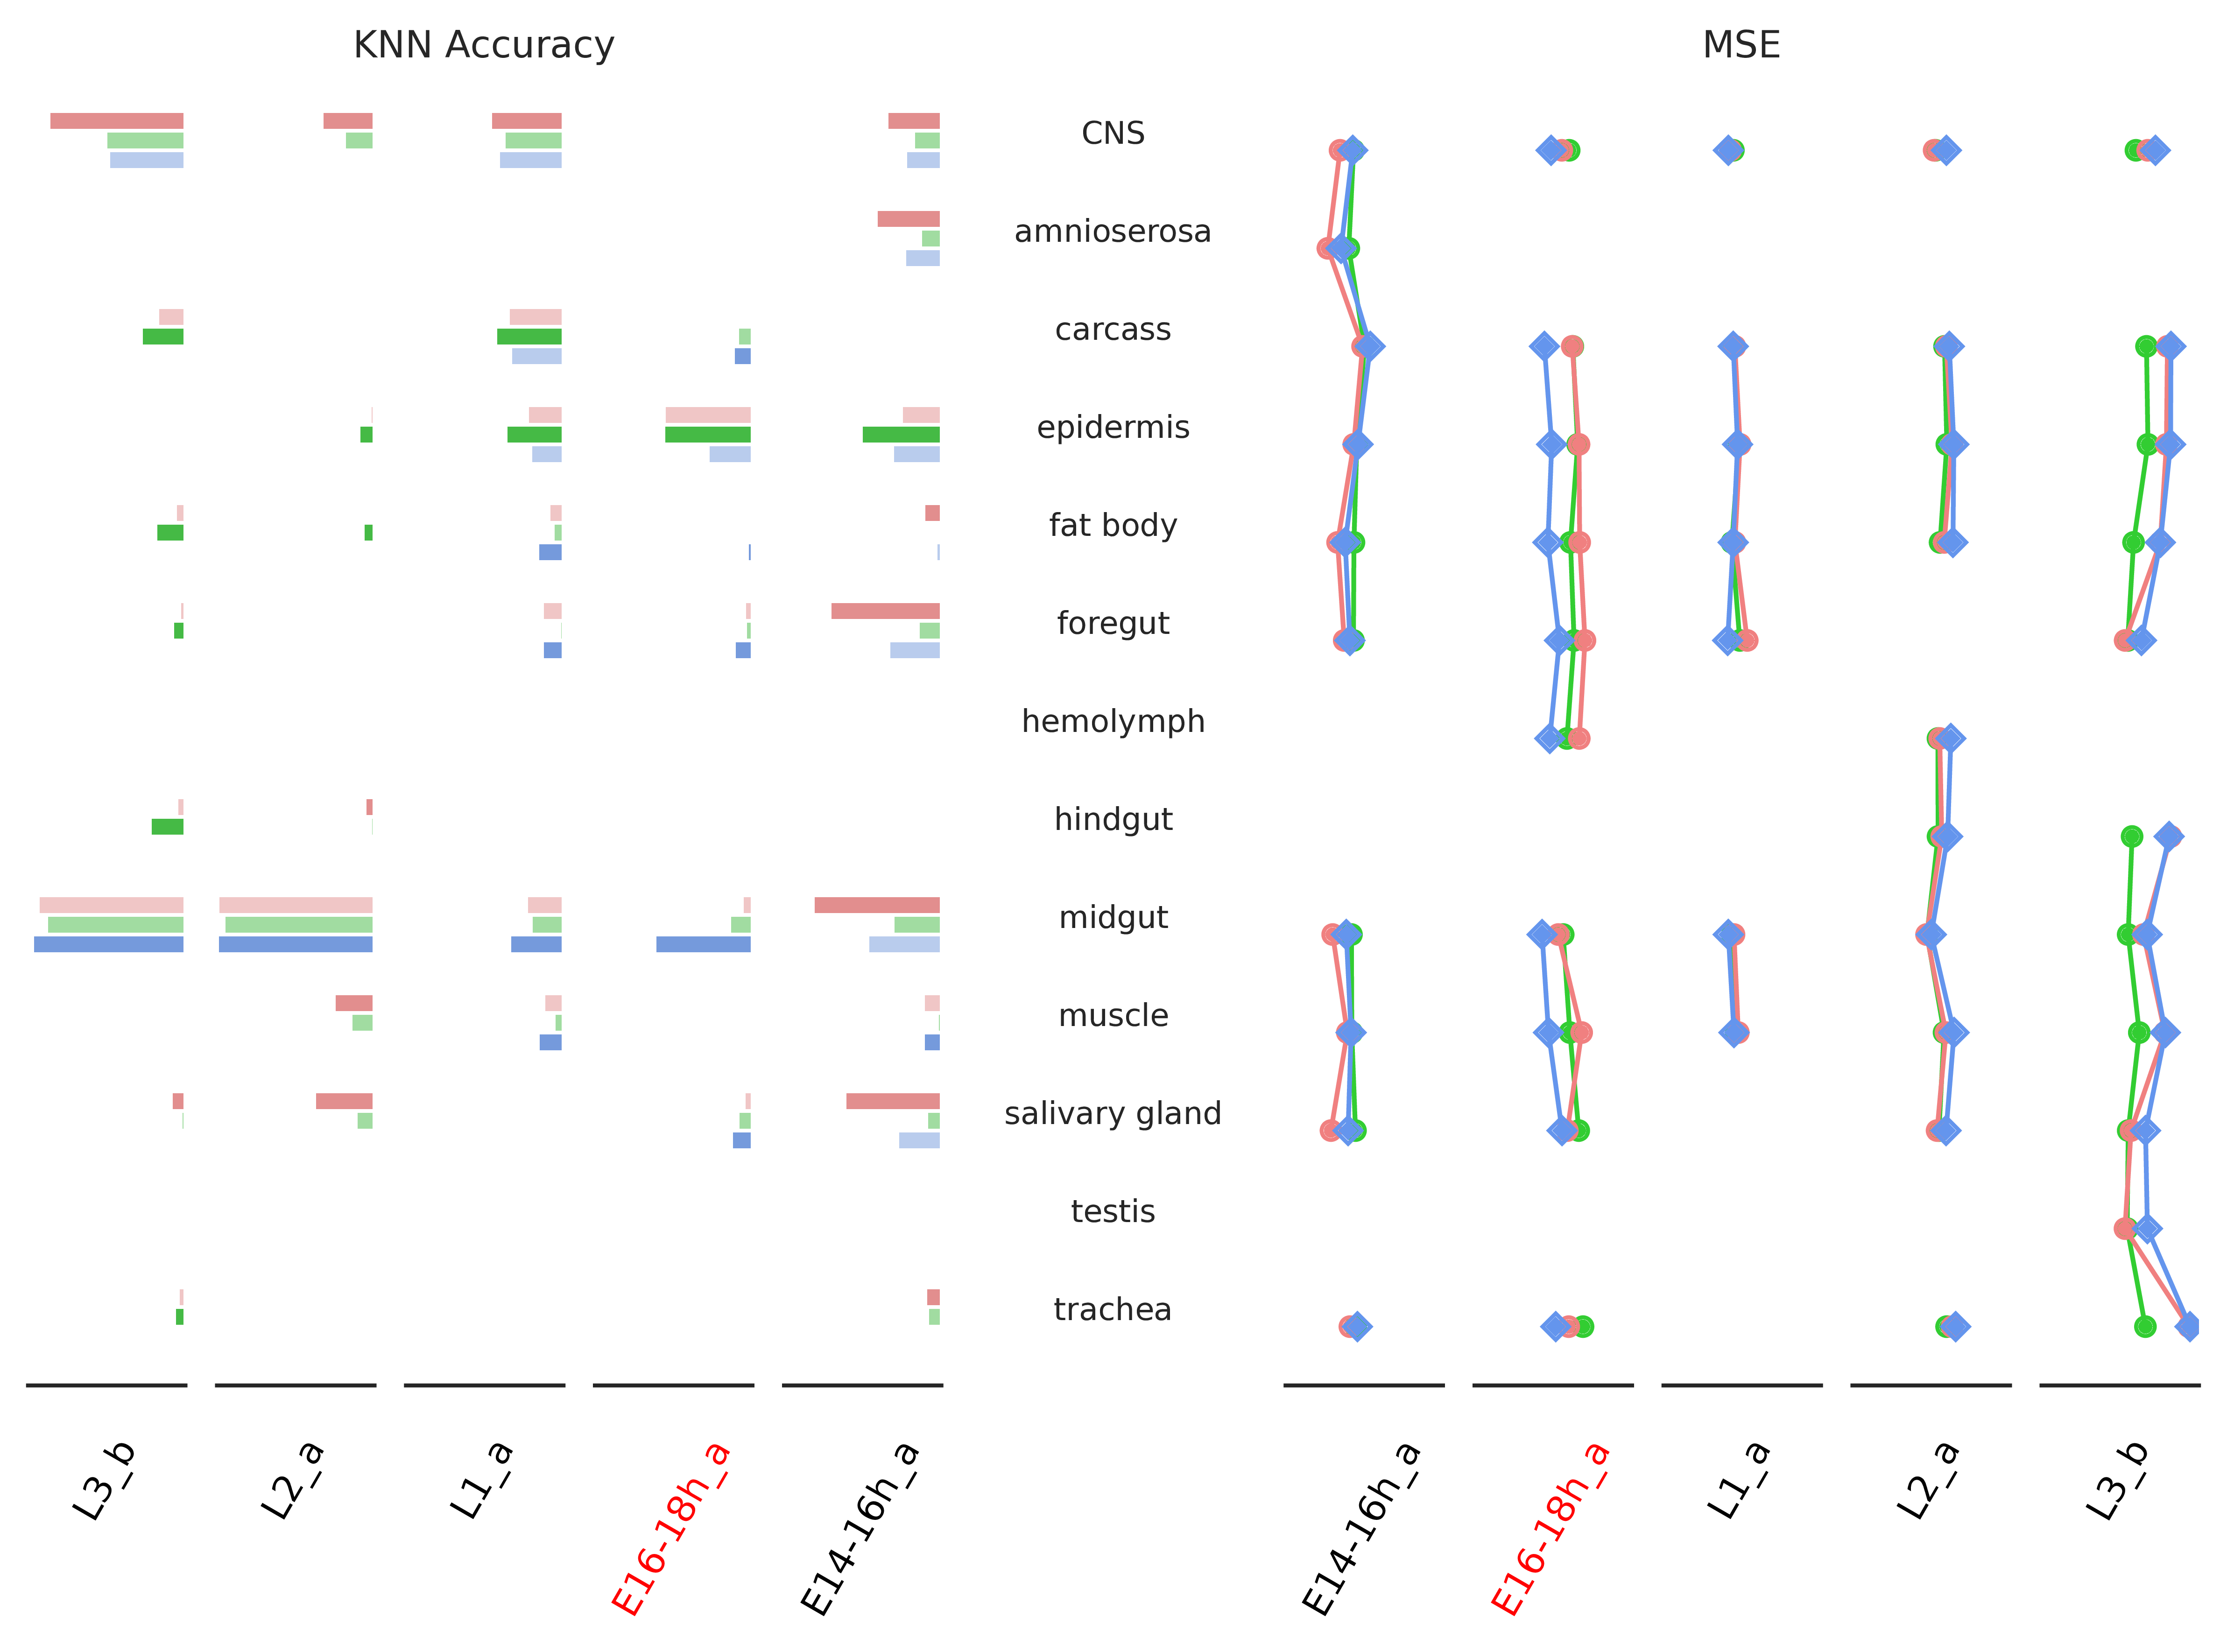 KNN Accuracy
MSE
CNS
amnioserosa
carcass
epidermis
fat body
foregut
hemolymph
hindgut
midgut
muscle
salivary gland
testis
trachea
L3_b
L2_a
L1_a
E16-18h_a
E14-16h_a
E14-16h_a
E16-18h_a
L1_a
L2_a
L3_b